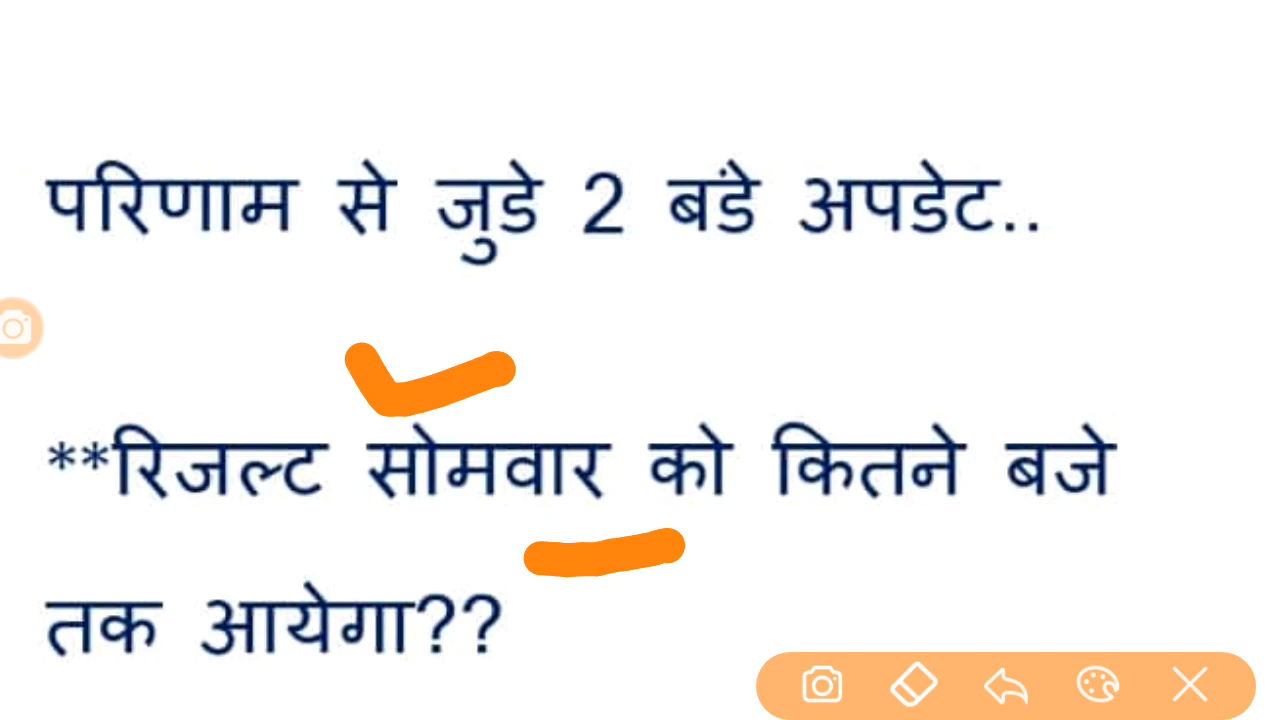 परिणाम से जुडे 2 बंडे अपडेट..
**रिजल्ट सोमवार को कितने बजे
तक आयेगा??